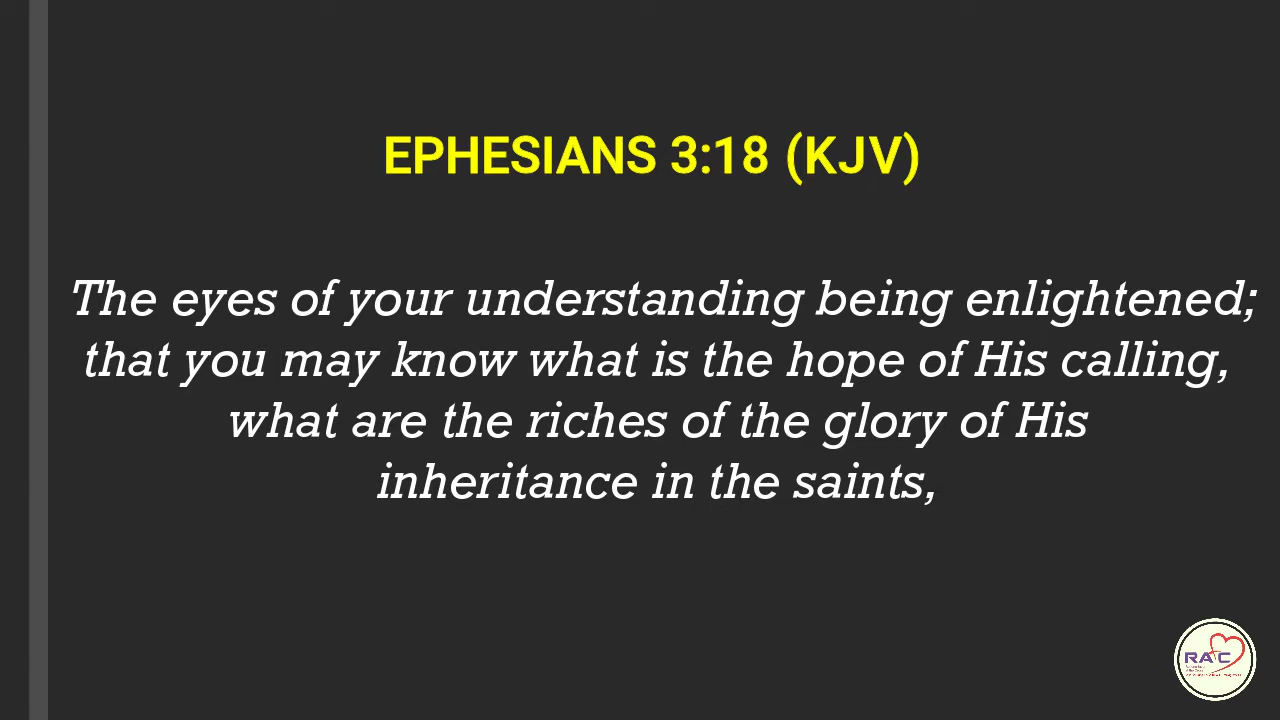 EPHESIANS 3:18 (KJV)
The eyes of your understanding being enlightened;
that you may know what is the hope of His calling,
what are the riches of the glory of His
inheritance in the saints,
RAFC